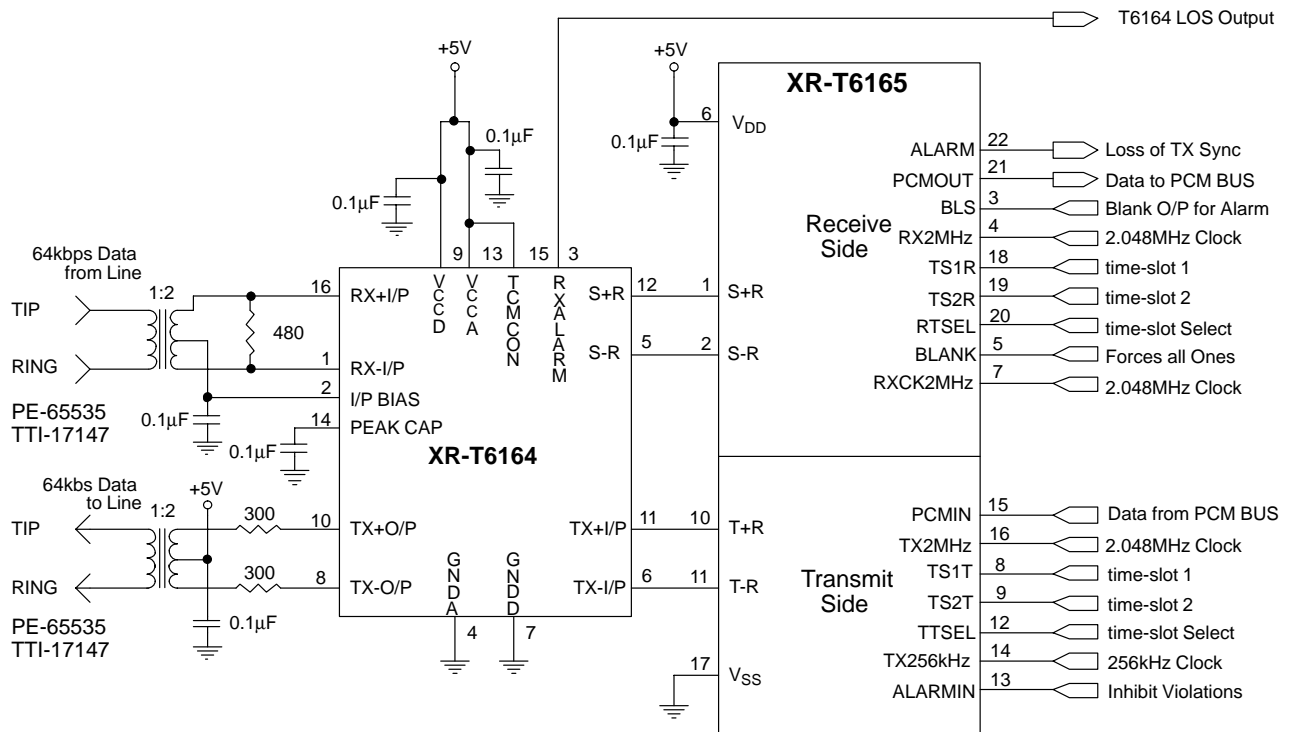 T6164 LOS Output
+5V
+5V
XR-T6165
6
VDD
0.1µF
0.1µF
0.1µF
ALARM
22
Loss of TX Sync
PCMOUT
21
Data to PCM BUS
BLS
3
Blank O/P for Alarm
Receive
Side
RX2MHz
4
2.048MHz Clock
TS1R
18
time-slot 1
TS2R
19
time-slot 2
RTSEL
20
time-slot Select
BLANK
5
Forces all Ones
RXCK2MHz
7
2.048MHz Clock
64kbps Data
from Line
9
13
15
3
VCCD
VCCA
TCMCON
RXALARM
1:2
TIP
16
RX+I/P
480
RING
1
RX-I/P
2
I/P BIAS
14
PEAK CAP
S+R
12
1
S+R
S-R
5
2
S-R
PE-65535
TTI-17147
0.1µF
0.1µF
XR-T6164
64kbs Data
to Line
+5V
1:2
TIP
300
10
TX+O/P
RING
300
8
TX-O/P
GNDA
GNDD
4
7
TX+I/P
11
10
T+R
TX-I/P
6
11
T-R
PE-65535
TTI-17147
0.1µF
Transmit
Side
17
VSS
PCMIN
15
Data from PCM BUS
TX2MHz
16
2.048MHz Clock
TS1T
8
time-slot 1
TS2T
9
time-slot 2
TTSEL
12
time-slot Select
TX256kHz
14
256kHz Clock
ALARMIN
13
Inhibit Violations